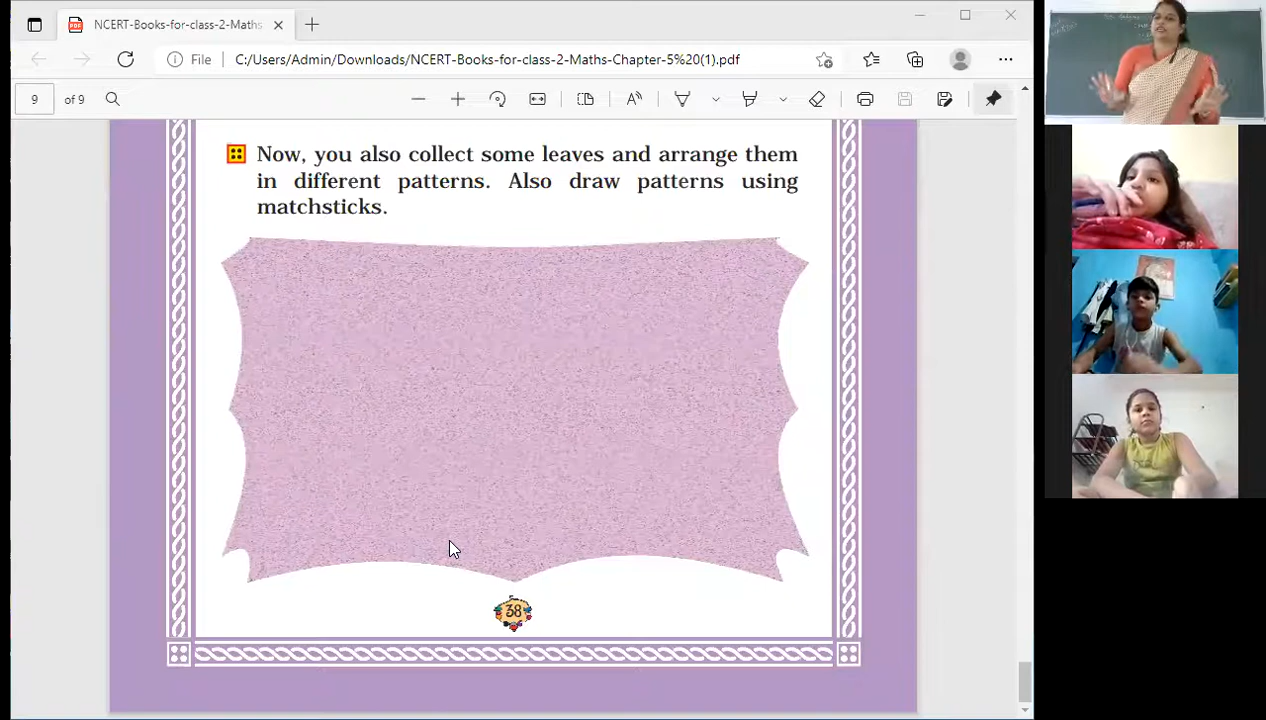 NCERT-Books-for-class-2-Maths
File
C:/Users/Admin/Downloads/NCERT-Books-for-class-2-Maths-Chapter-5%20(1).pdf
9 of 9
Now, you also collect some leaves and arrange them
in different patterns. Also draw patterns using
matchsticks.
38